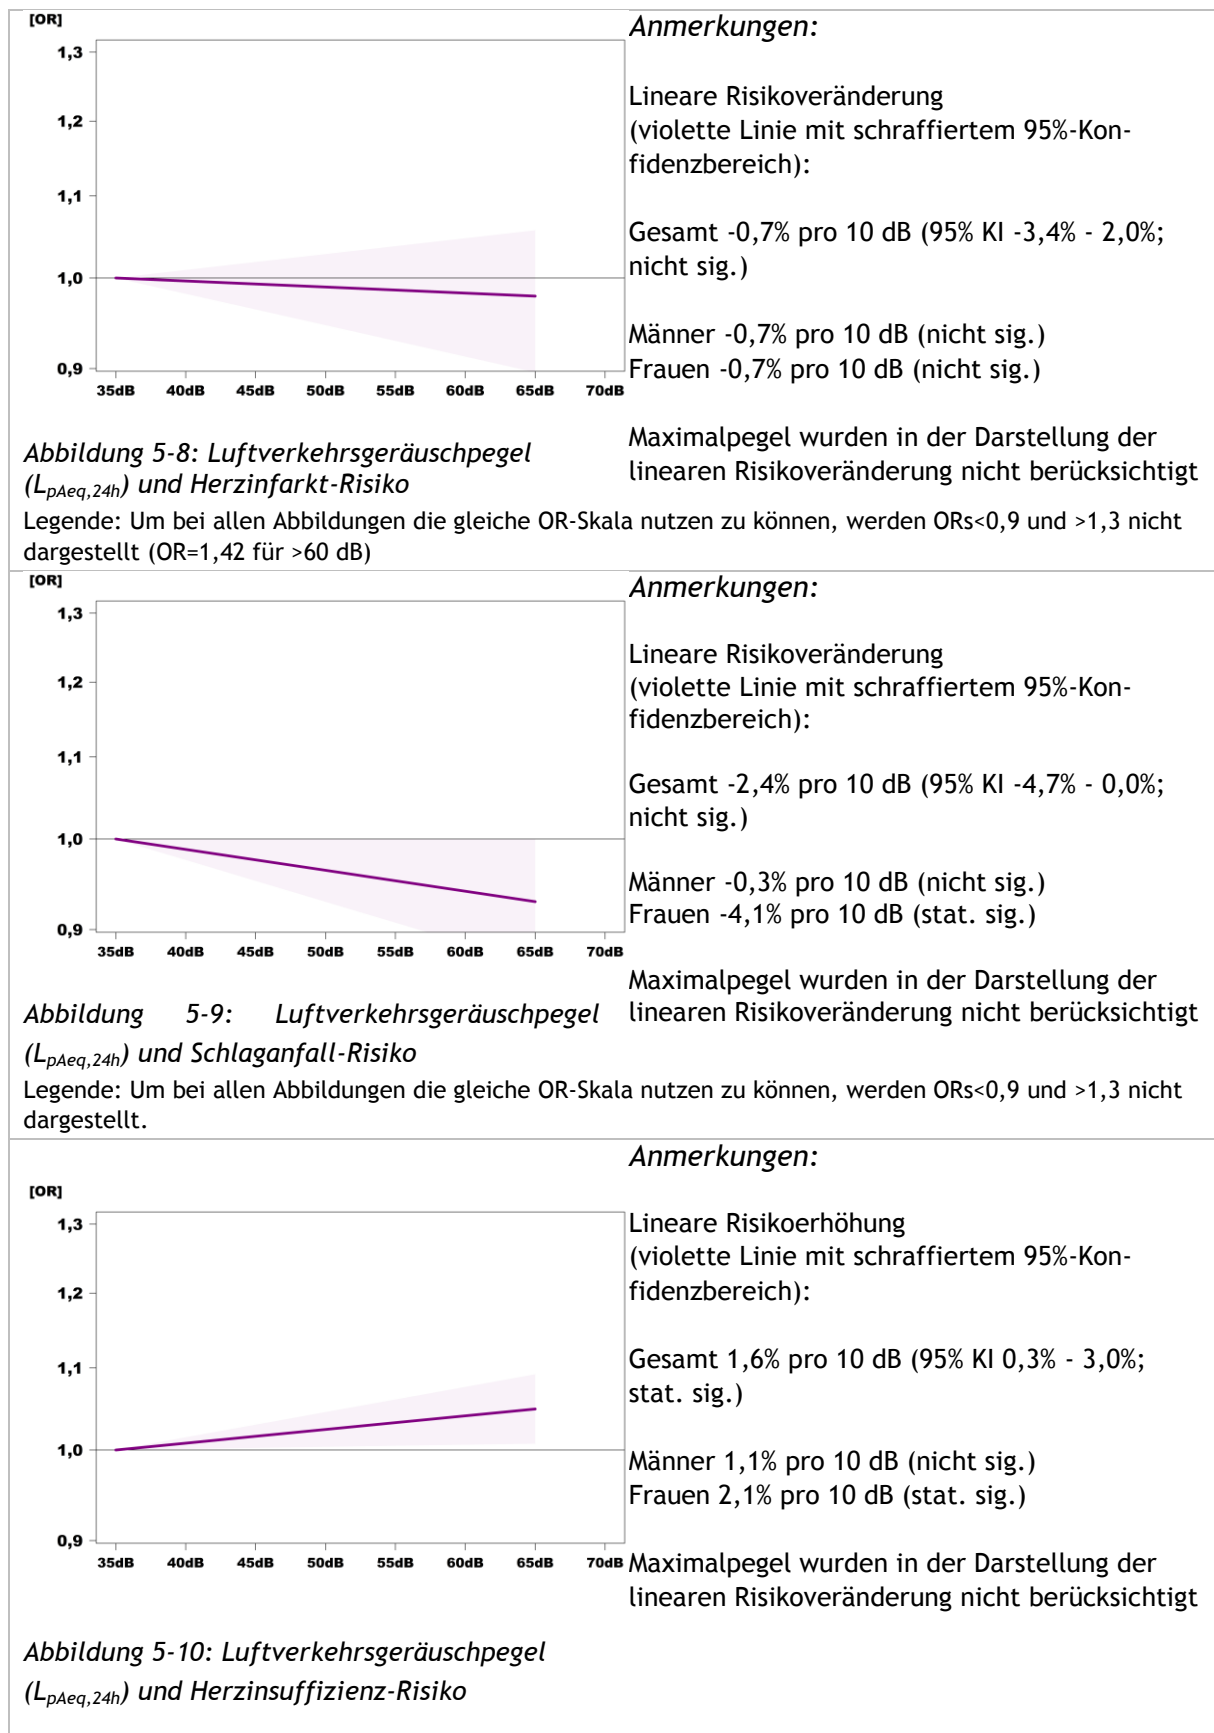 [OR]
1,3
1,2
1,1
1,0
0,9
35dB 40dB 45dB 50dB 55dB 60dB 65dB 70dB
Abbildung 5-8: Luftverkehrsgeräuschpegel
(LpAeq,24h) und Herzinfarkt-Risiko
Anmerkungen:
Lineare Risikoveränderung
(violette Linie mit schraffiertem 95%-Kon-
fidenzbereich):
Gesamt -0,7% pro 10 dB (95% KI -3,4% - 2,0%;
nicht sig.)
Männer -0,7% pro 10 dB (nicht sig.)
Frauen -0,7% pro 10 dB (nicht sig.)
Maximalpegel wurden in der Darstellung der
linearen Risikoveränderung nicht berücksichtigt
Legende: Um bei allen Abbildungen die gleiche OR-Skala nutzen zu können, werden ORs<0,9 und >1,3 nicht
dargestellt (OR=1,42 für >60 dB)
[OR]
1,3
1,2
1,1
1,0
0,9
35dB 40dB 45dB 50dB 55dB 60dB 65dB 70dB
Abbildung 5-9: Luftverkehrsgeräuschpegel
(LpAeq,24h) und Schlaganfall-Risiko
Anmerkungen:
Lineare Risikoveränderung
(violette Linie mit schraffiertem 95%-Kon-
fidenzbereich):
Gesamt -2,4% pro 10 dB (95% KI -4,7% - 0,0%;
nicht sig.)
Männer -0,3% pro 10 dB (nicht sig.)
Frauen -4,1% pro 10 dB (stat. sig.)
Maximalpegel wurden in der Darstellung der
linearen Risikoveränderung nicht berücksichtigt
Legende: Um bei allen Abbildungen die gleiche OR-Skala nutzen zu können, werden ORs<0,9 und >1,3 nicht
dargestellt.
[OR]
1,3
1,2
1,1
1,0
0,9
35dB 40dB 45dB 50dB 55dB 60dB 65dB 70dB
Abbildung 5-10: Luftverkehrsgeräuschpegel
(LpAeq,24h) und Herzinsuffizienz-Risiko
Anmerkungen:
Lineare Risikoerhöhung
(violette Linie mit schraffiertem 95%-Kon-
fidenzbereich):
Gesamt 1,6% pro 10 dB (95% KI 0,3% - 3,0%;
stat. sig.)
Männer 1,1% pro 10 dB (nicht sig.)
Frauen 2,1% pro 10 dB (stat. sig.)
Maximalpegel wurden in der Darstellung der
linearen Risikoveränderung nicht berücksichtigt